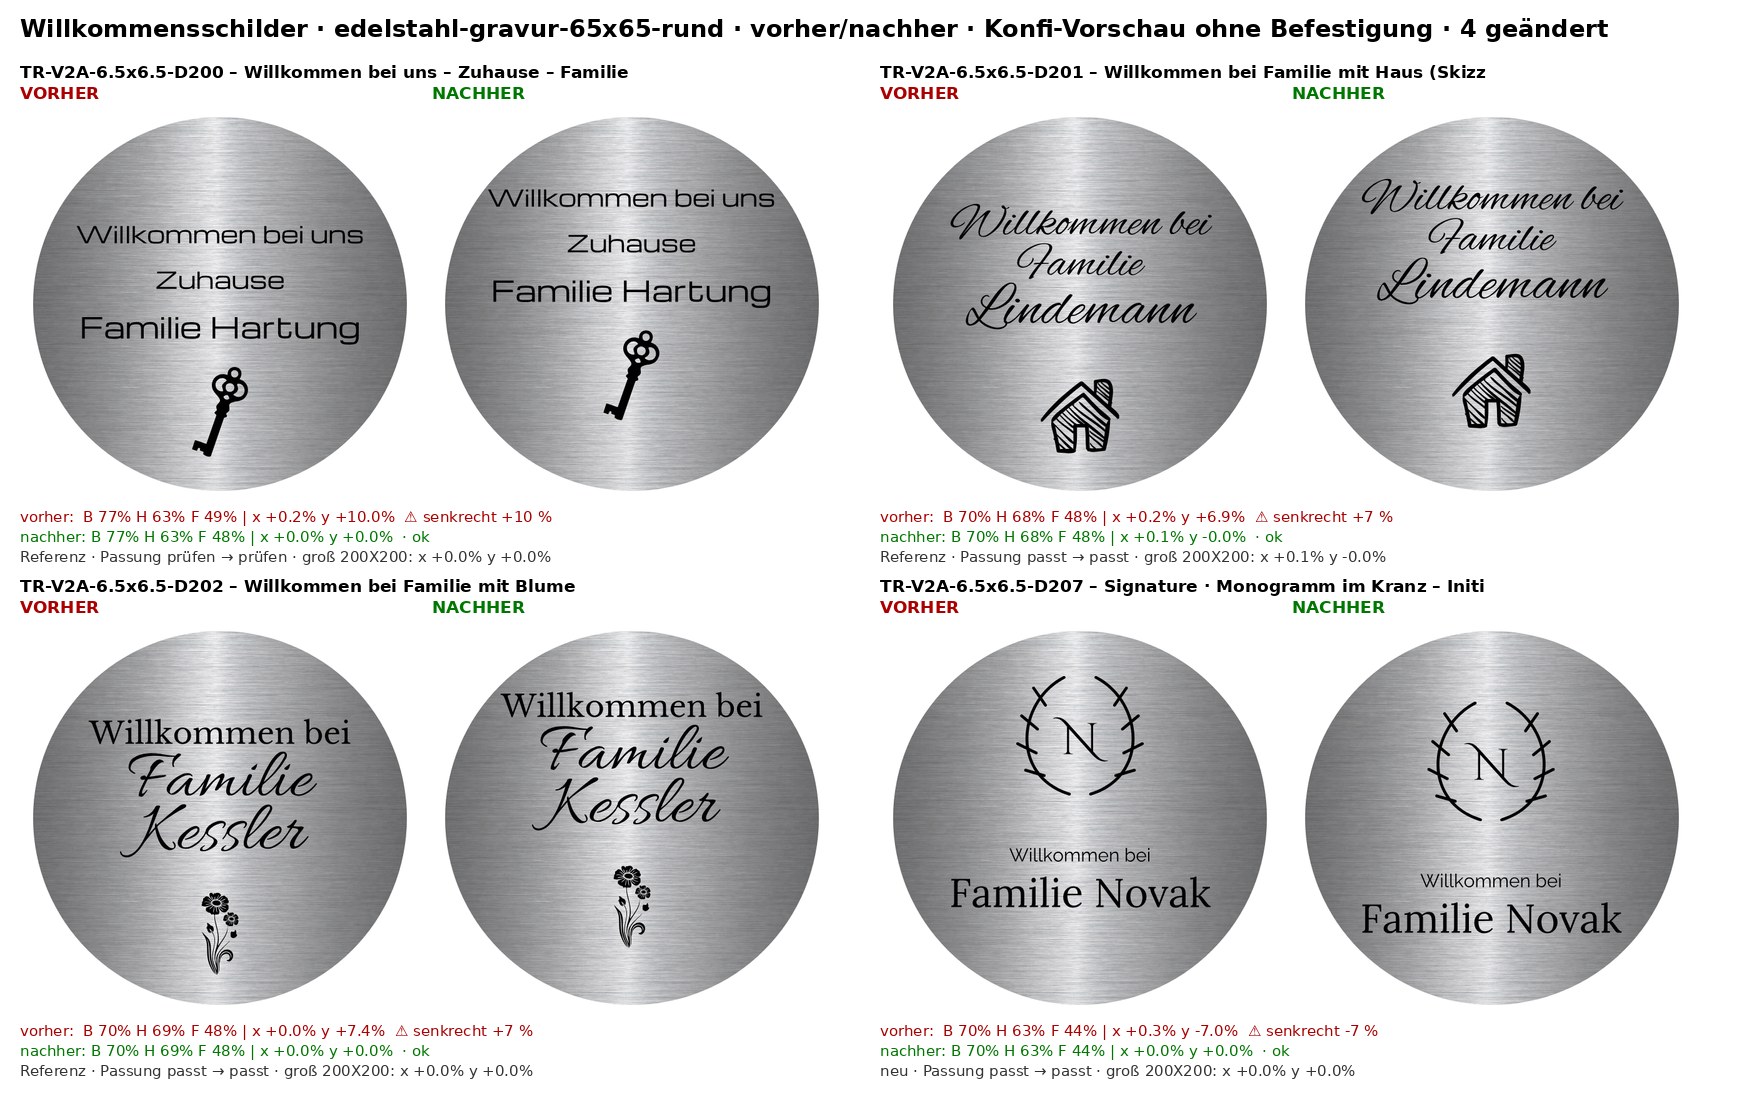 Willkommensschilder · edelstahl-gravur-65x65-rund · vorher/nachher · Konfi-Vorschau ohne Befestigung · 4 geändert
TR-V2A-6.5x6.5-D200 – Willkommen bei uns – Zuhause – Familie
VORHER
NACHHER
Willkommen bei uns
Zuhause
Familie Hartung
Willkommen bei uns
Zuhause
Familie Hartung
vorher:  B 77% H 63% F 49% | x +0.2% y +10.0%  ⚠ senkrecht +10 %
nachher: B 77% H 63% F 48% | x +0.0% y +0.0%  · ok
Referenz · Passung prüfen → prüfen · groß 200X200: x +0.0% y +0.0%
TR-V2A-6.5x6.5-D201 – Willkommen bei Familie mit Haus (Skizz
VORHER
NACHHER
Willkommen bei
Familie
Lindemann
Willkommen bei
Familie
Lindemann
vorher:  B 70% H 68% F 48% | x +0.2% y +6.9%  ⚠ senkrecht +7 %
nachher: B 70% H 68% F 48% | x +0.1% y -0.0%  · ok
Referenz · Passung passt → passt · groß 200X200: x +0.1% y -0.0%
TR-V2A-6.5x6.5-D202 – Willkommen bei Familie mit Blume
VORHER
NACHHER
Willkommen bei
Familie
Kessler
Willkommen bei
Familie
Kessler
vorher:  B 70% H 69% F 48% | x +0.0% y +7.4%  ⚠ senkrecht +7 %
nachher: B 70% H 69% F 48% | x +0.0% y +0.0%  · ok
Referenz · Passung passt → passt · groß 200X200: x +0.0% y +0.0%
TR-V2A-6.5x6.5-D207 – Signature · Monogramm im Kranz – Initi
VORHER
NACHHER
N
Willkommen bei
Familie Novak
N
Willkommen bei
Familie Novak
vorher:  B 70% H 63% F 44% | x +0.3% y -7.0%  ⚠ senkrecht -7 %
nachher: B 70% H 63% F 44% | x +0.0% y +0.0%  · ok
neu · Passung passt → passt · groß 200X200: x +0.0% y +0.0%